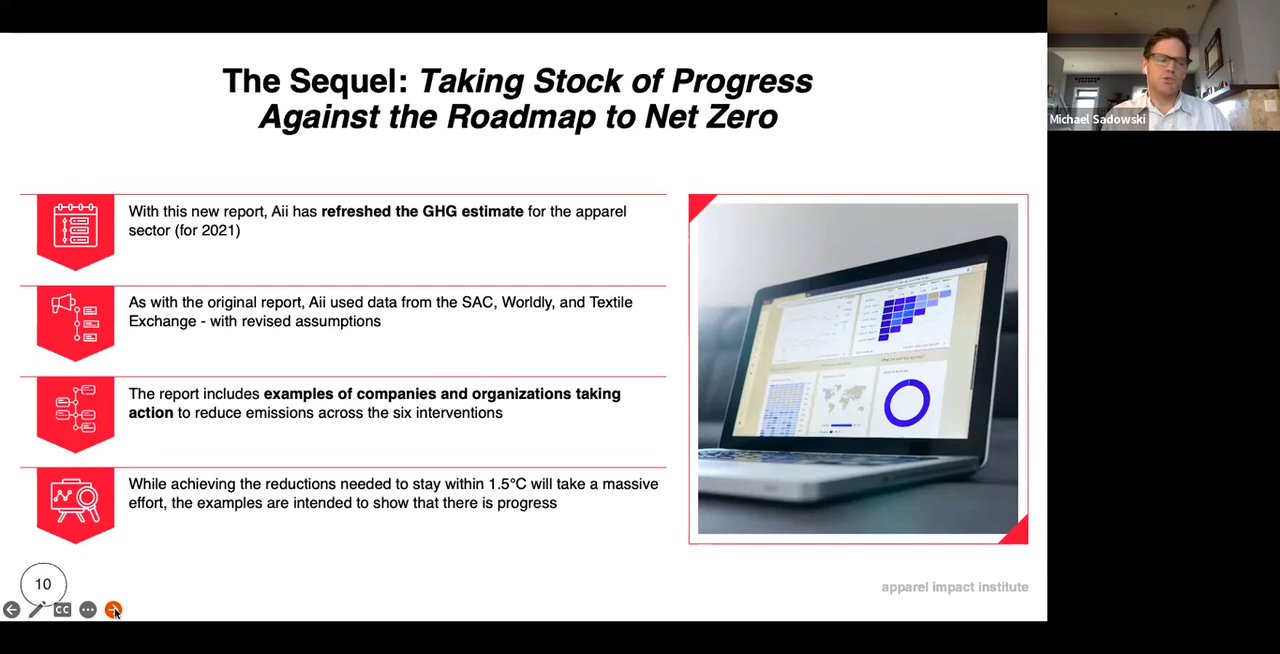 The Sequel: Taking Stock of Progress
Against the Roadmap to Net Zero
With this new report, Aii has refreshed the GHG estimate for the apparel
sector (for 2021)
As with the original report, Aii used data from the SAC, Worldly, and Textile
Exchange - with revised assumptions
The report includes examples of companies and organizations taking
action to reduce emissions across the six interventions
While achieving the reductions needed to stay within 1.5°C will take a massive
effort, the examples are intended to show that there is progress
10
CC
apparel impact institute
Michael Sadowski